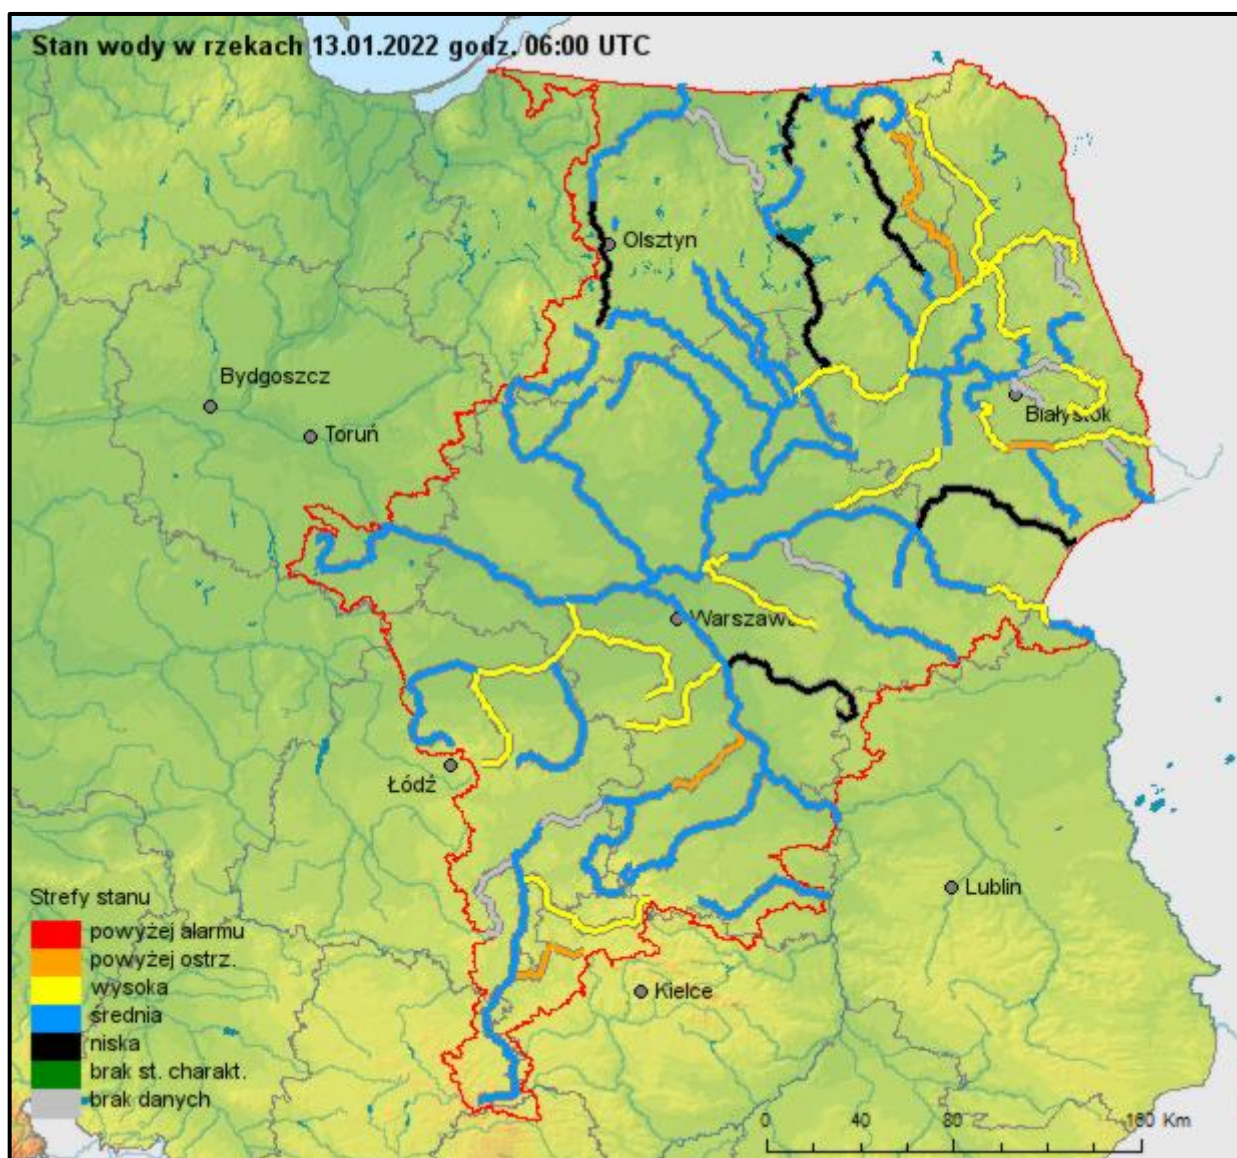 Stan wody w rzekach 13.01.2022 godz. 06:00 UTC
Olsztyn
Bydgoszcz
Toruń
Białystok
Warszawa
Łódź
Lublin
Kielce
Strefy stanu
powyżej alarmu
powyżej ostrz.
wysoka
średnia
niska
brak st. charakt.
brak danych
0 40 80 160 Km